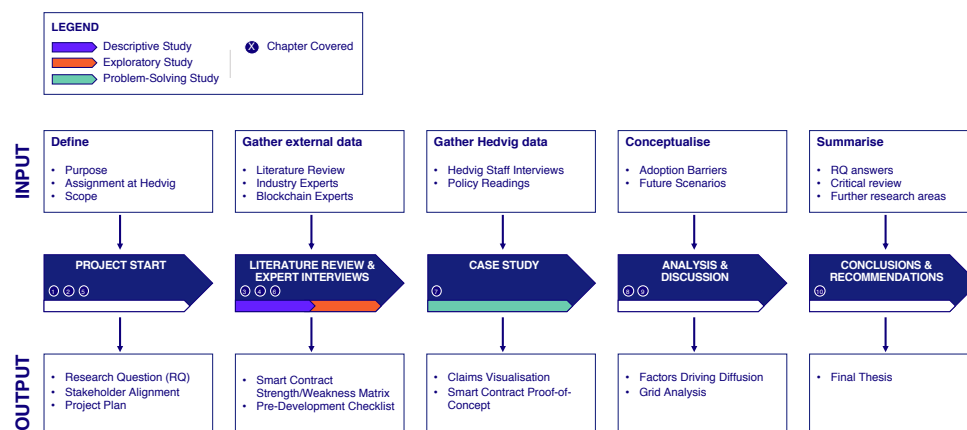 LEGEND
Descriptive Study
Exploratory Study
Problem-Solving Study
X Chapter Covered
INPUT
Define
• Purpose
• Assignment at Hedvig
• Scope
Gather external data
• Literature Review
• Industry Experts
• Blockchain Experts
Gather Hedvig data
• Hedvig Staff Interviews
• Policy Readings
Conceptualise
• Adoption Barriers
• Future Scenarios
Summarise
• RQ answers
• Critical review
• Further research areas
PROJECT START
1 2 5
LITERATURE REVIEW &
EXPERT INTERVIEWS
3 4 6
CASE STUDY
7
ANALYSIS &
DISCUSSION
8 9
CONCLUSIONS &
RECOMMENDATIONS
10
OUTPUT
• Research Question (RQ)
• Stakeholder Alignment
• Project Plan
• Smart Contract
Strength/Weakness Matrix
• Pre-Development Checklist
• Claims Visualisation
• Smart Contract Proof-of-
Concept
• Factors Driving Diffusion
• Grid Analysis
• Final Thesis